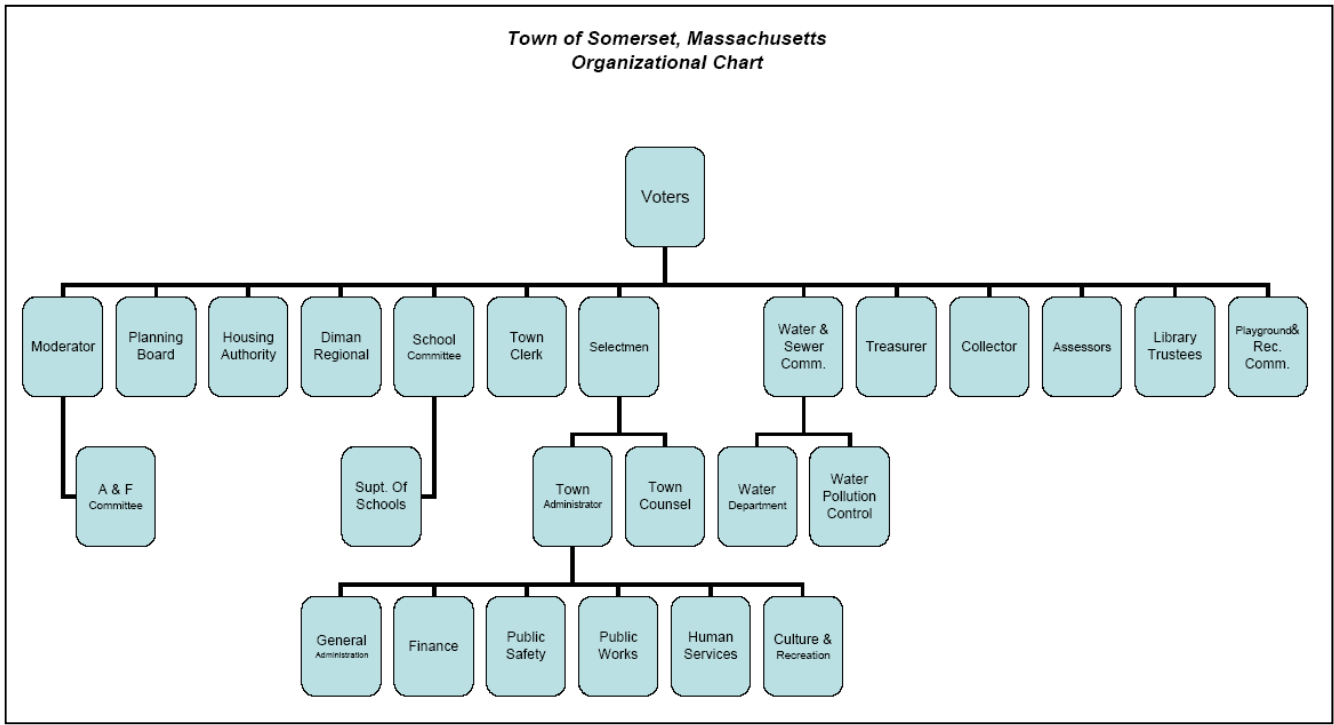 Town of Somerset, Massachusetts
Organizational Chart
Voters
Moderator
Planning
Board
Housing
Authority
Diman
Regional
School
Committee
Town
Clerk
Selectmen
Water &
Sewer
Comm.
Treasurer
Collector
Assessors
Library
Trustees
Playground&
Rec.
Comm.
A & F
Committee
Supt. Of
Schools
Town
Administrator
Town
Counsel
Water
Department
Water
Pollution
Control
General
Administration
Finance
Public
Safety
Public
Works
Human
Services
Culture &
Recreation